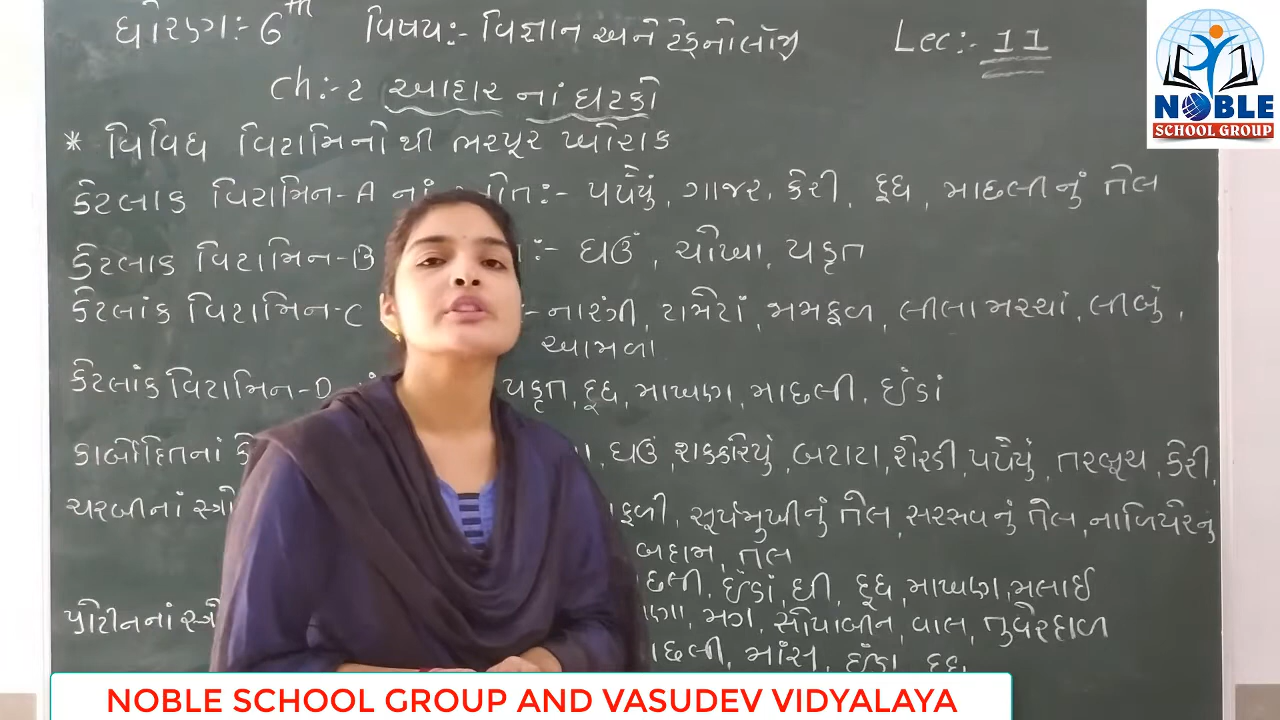 ધોરણ:- 6th વિષય:- વિજ્ઞાન અને ટેકનોલૉજી Lec:- 11
Ch:- 2 આહાર નાં ઘટકો
* વિવિધ વિટામિનોથી ભરપૂર ખોરાક
કેટલાક વિટામિન-A નાં :- પપૈયું, ગાજર, કેરી, દૂધ, માછલીનું તેલ
કેટલાક વિટામિન-B :- ઘઉં, ચોખા, યકૃત
કેટલાંક વિટામિન-C - નારંગી, ટામેટાં, જામફળ, લીલા મરચાં, લીંબુ,
આમળા
કેટલાંક વિટામિન-D યકૃત, દૂધ, માખણ, માછલી, ઈંડાં
કાર્બોદિતનાં ઘઉં, શક્કરિયું, બટાટા, શેરડી, પપૈયું, તરબૂચ, કેરી,
ચરબીનાં સૂર્યમુખીનું તેલ, સરસવનું તેલ, નાળિયેરનું
બદામ, તલ
ઈંડાં, ઘી, દૂધ, માખણ, મલાઈ
પ્રોટીનનાં મગ, સોયાબીન, વાલ, તુવેરદાળ
માંસ, ઈંડા, દૂધ
NOBLE
SCHOOL GROUP
NOBLE SCHOOL GROUP AND VASUDEV VIDYALAYA